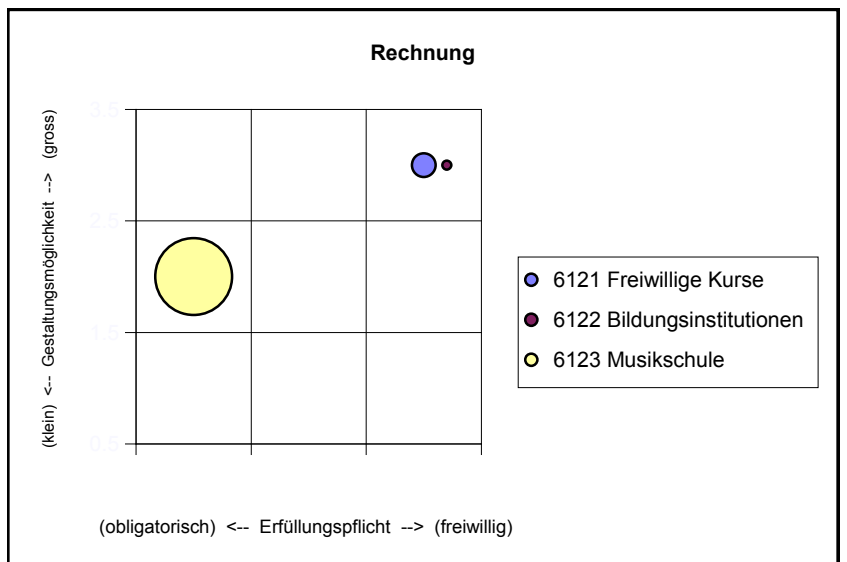 Rechnung
(klein) <-- Gestaltungsmöglichkeit --> (gross)
3.5
2.5
1.5
0.5
6121 Freiwillige Kurse
6122 Bildungsinstitutionen
6123 Musikschule
(obligatorisch) <-- Erfüllungspflicht --> (freiwillig)